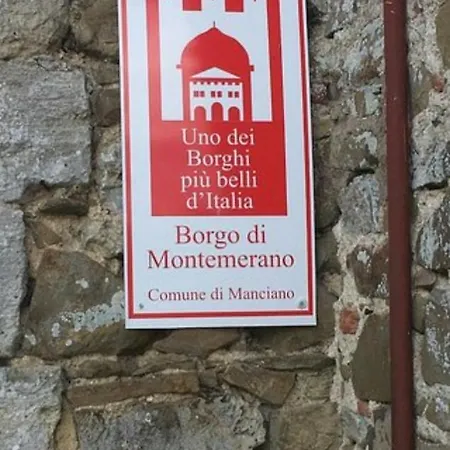 Uno dei
Borghi
più belli
d'Italia
Borgo di
Montemerano
Comune di Manciano